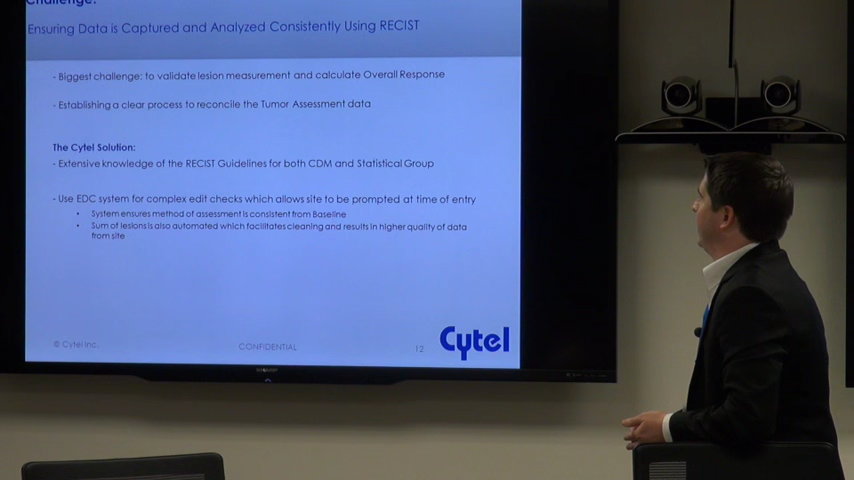 Challenge:
Ensuring Data is Captured and Analyzed Consistently Using RECIST
- Biggest challenge: to validate lesion measurement and calculate Overall Response
- Establishing a clear process to reconcile the Tumor Assessment data
The Cytel Solution:
- Extensive knowledge of the RECIST Guidelines for both CDM and Statistical Group
- Use EDC system for complex edit checks which allows site to be prompted at time of entry
• System ensures method of assessment is consistent from Baseline
• Sum of lesions is also automated which facilitates cleaning and results in higher quality of data
from site
© Cytel Inc.
CONFIDENTIAL
12
Cytel
SHARP